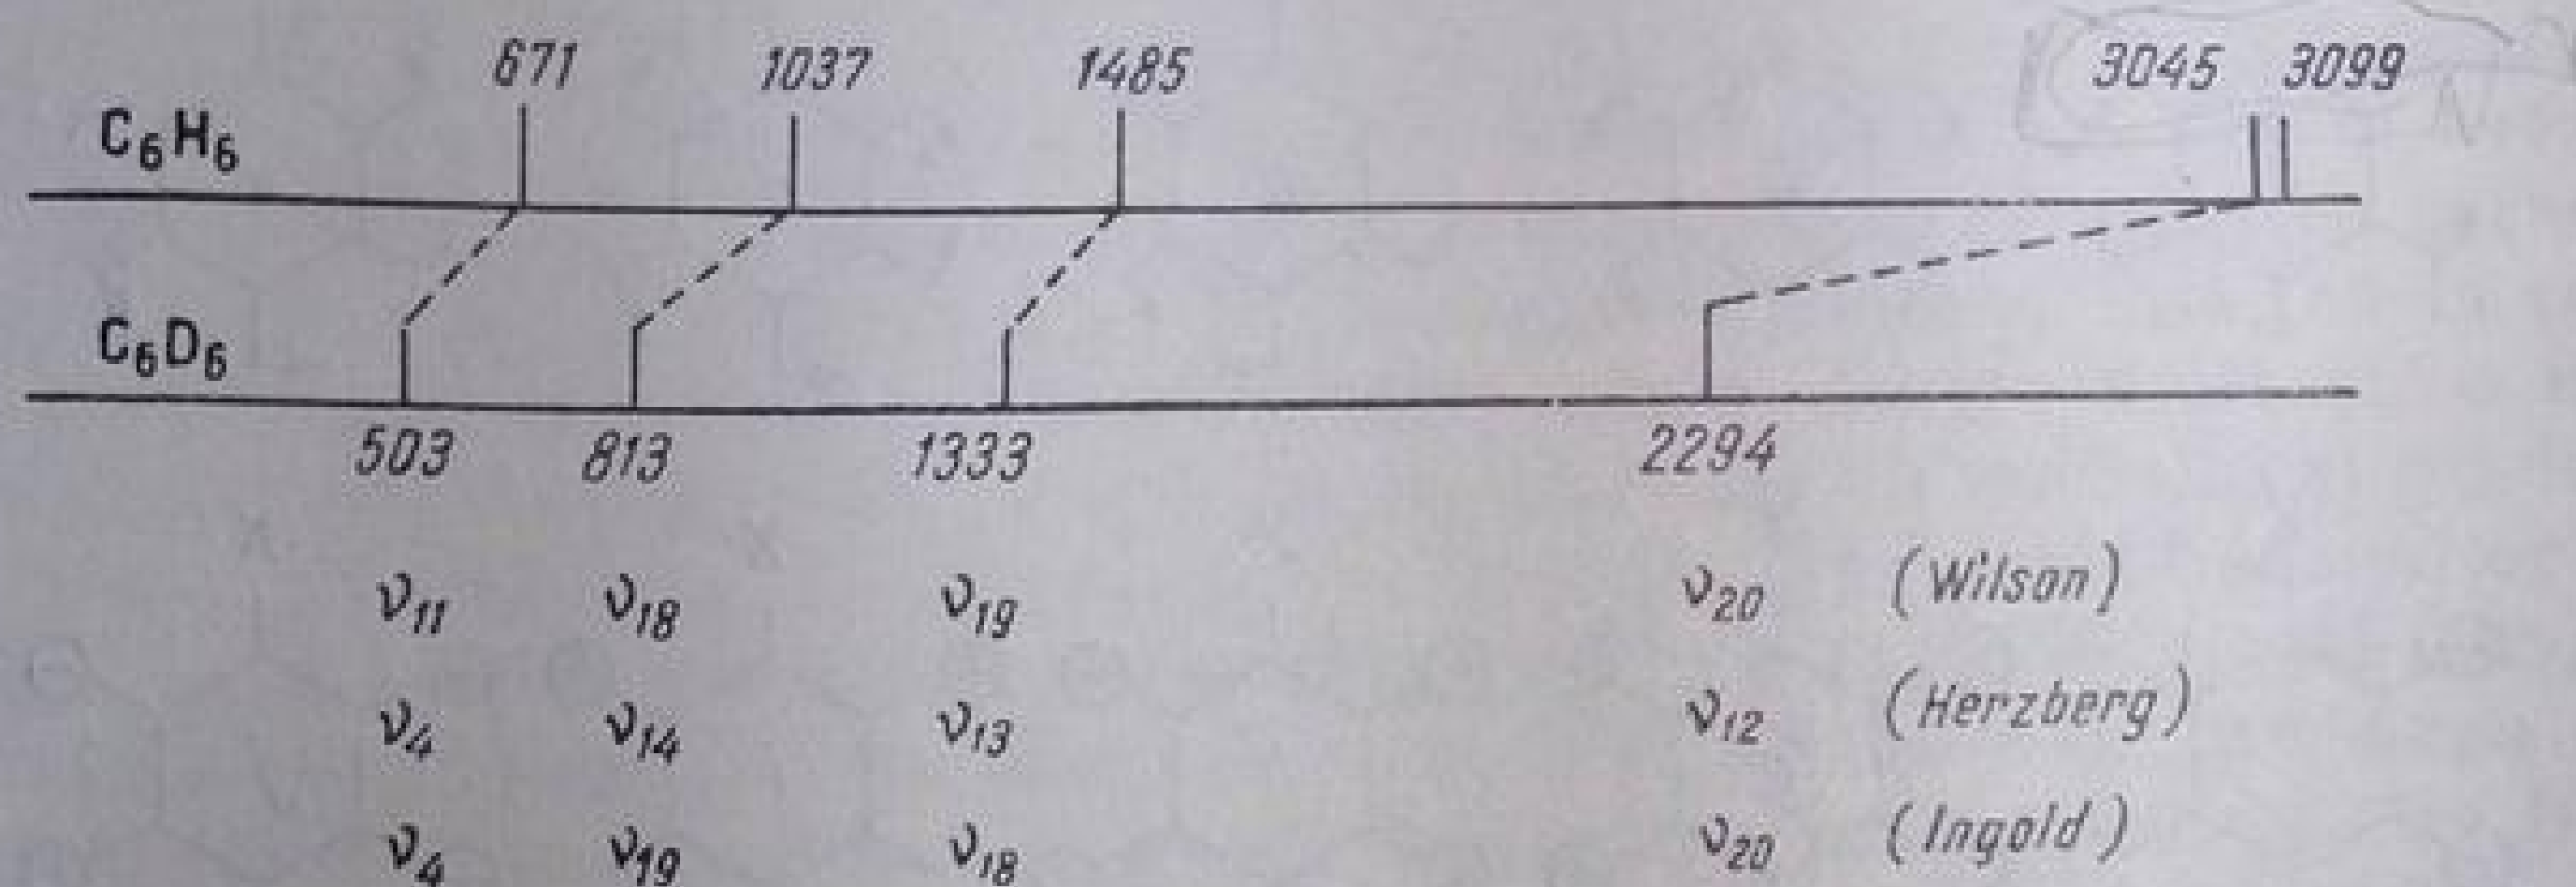 671 1037 1485 3045 3099
C₆H₆
C₆D₆
503 813 1333 2294
ν₁₁ ν₁₈ ν₁₉ ν₂₀ (Wilson)
ν₄ ν₁₄ ν₁₃ ν₁₂ (Herzberg)
ν₄ ν₁₉ ν₁₈ ν₂₀ (Ingold)